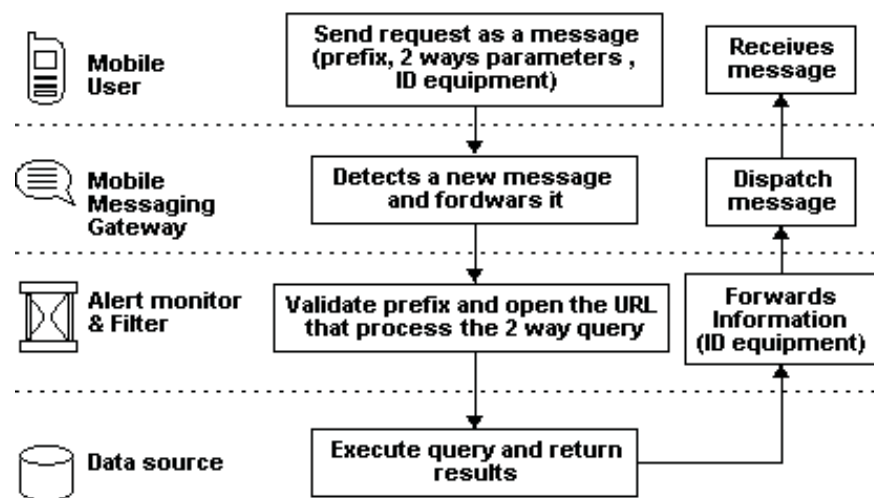 Mobile
User
Send request as a message
(prefix, 2 ways parameters ,
ID equipment)
Receives
message
Mobile
Messaging
Gateway
Detects a new message
and fordwars it
Dispatch
message
Alert monitor
& Filter
Validate prefix and open the URL
that process the 2 way query
Forwards
Information
(ID equipment)
Data source
Execute query and return
results